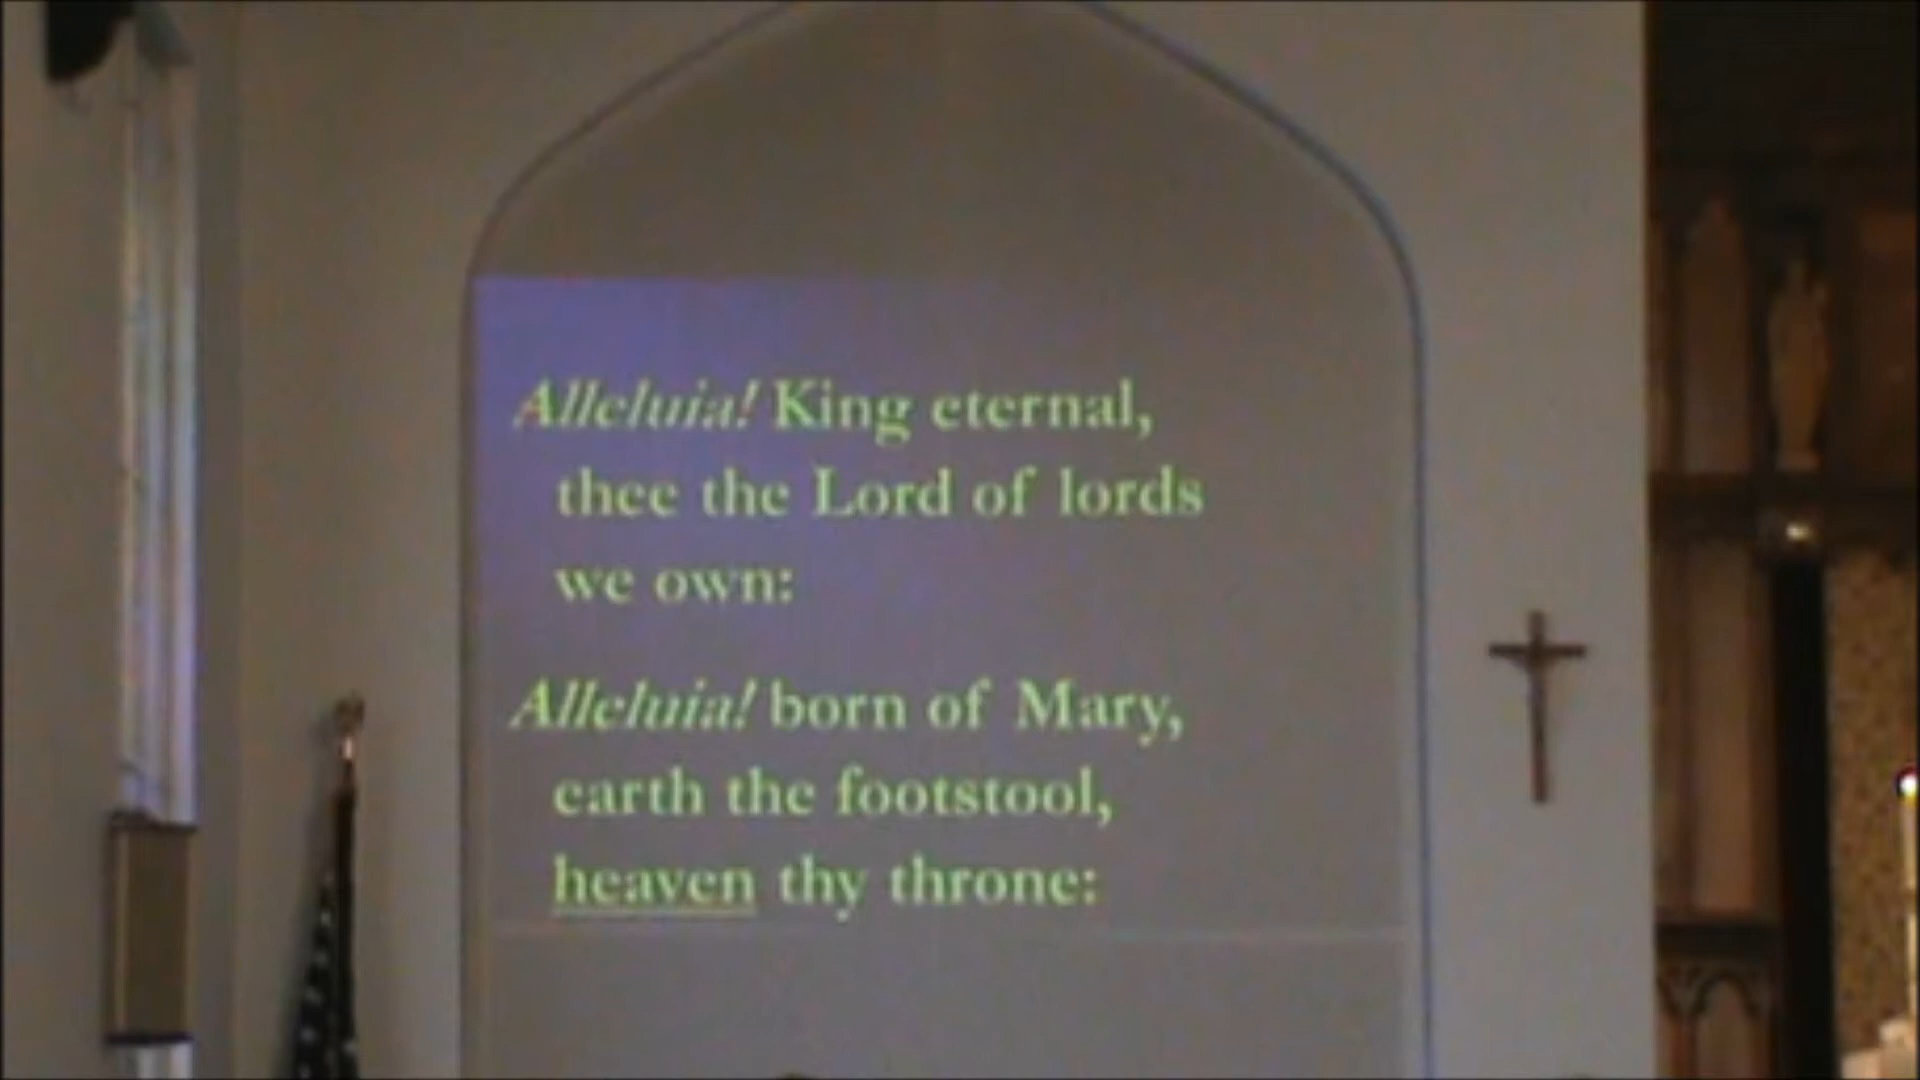 Alleluia! King eternal,
thee the Lord of lords
we own:
Alleluia! born of Mary,
earth the footstool,
heaven thy throne: